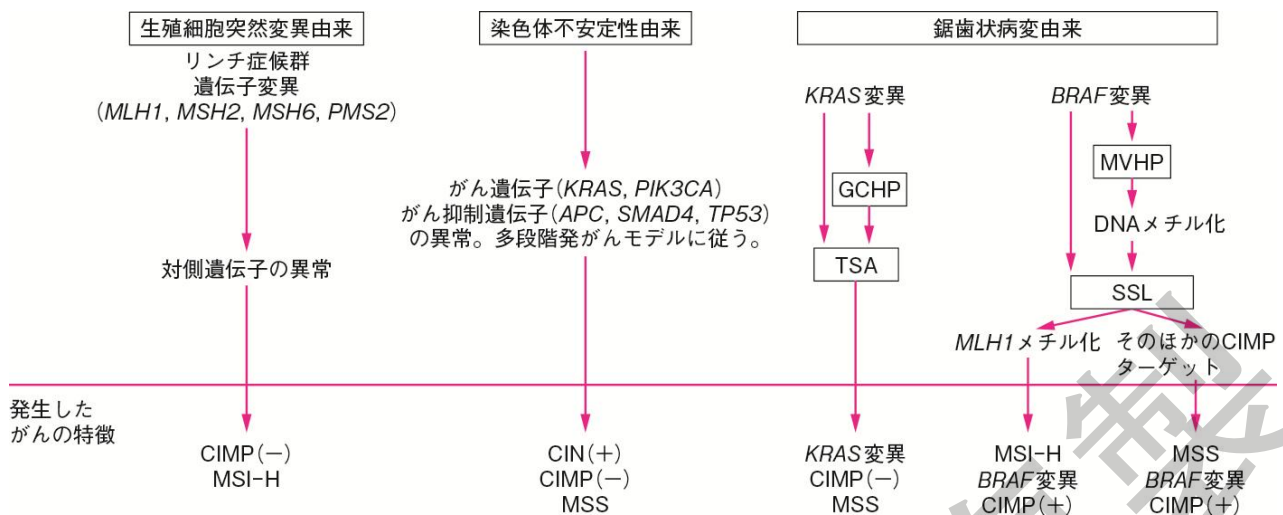 生殖細胞突然変異由来
リンチ症候群
遺伝子変異
（MLH1, MSH2, MSH6, PMS2）
対側遺伝子の異常
染色体不安定性由来
がん遺伝子（KRAS, PIK3CA）
がん抑制遺伝子（APC, SMAD4, TP53）
の異常。多段階発がんモデルに従う。
鋸歯状病変由来
KRAS変異
GCHP
TSA
BRAF変異
MVHP
DNAメチル化
SSL
MLH1メチル化
そのほかのCIMP
ターゲット
発生した
がんの特徴
CIMP（−）
MSI-H
CIN（+）
CIMP（−）
MSS
KRAS変異
CIMP（−）
MSS
MSI-H
BRAF変異
CIMP（+）
MSS
BRAF変異
CIMP（+）
製